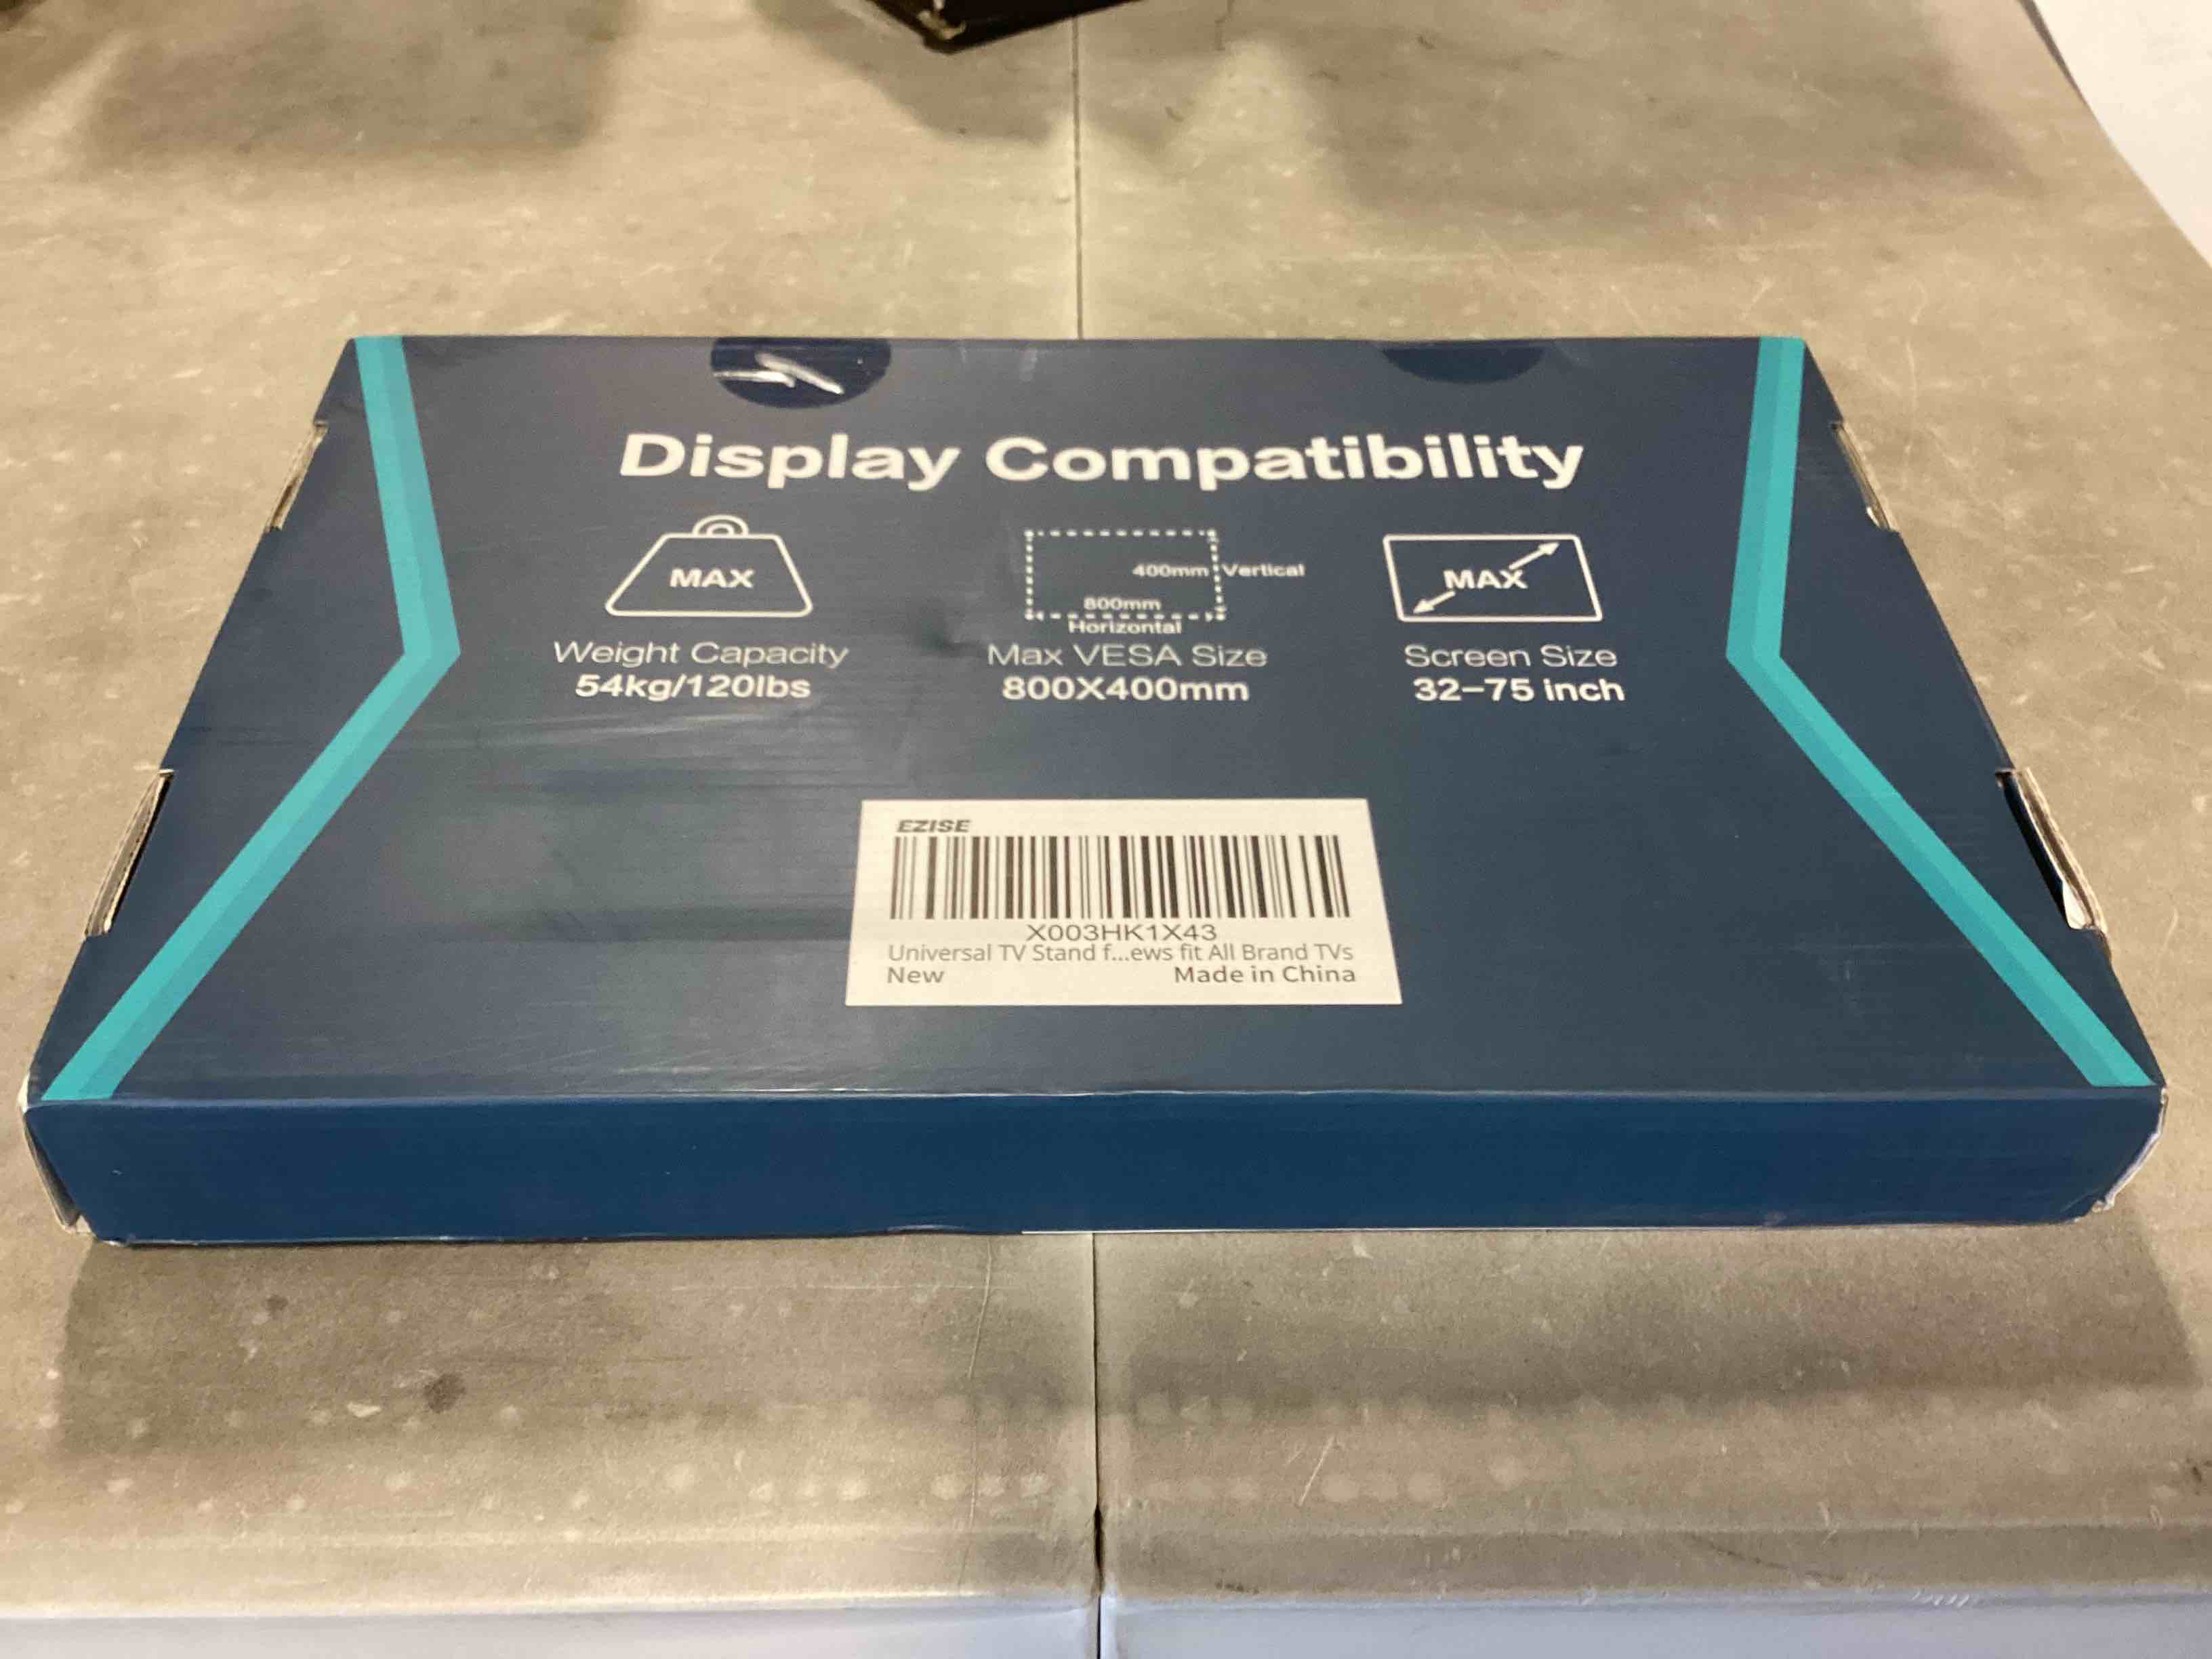 Display Compatibility
MAX
400mm Vertical
800mm
Horizontal
MAX
Weight Capacity
54kg/120lbs
Max VESA Size
800X400mm
Screen Size
32–75 inch
EZISE
X003HK1X43
Universal TV Stand f...ews fit All Brand TVs
New Made in China